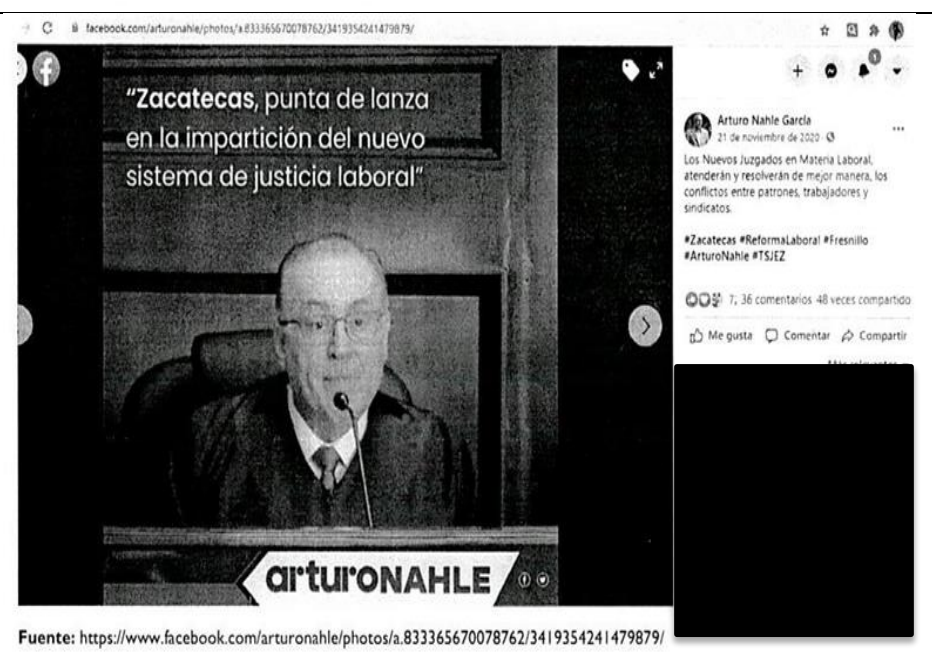 facebook.com/arturonahle/photos/a.833365670078762/3419354241479879/
"Zacatecas, punta de lanza
en la impartición del nuevo
sistema de justicia laboral"
arturoNAHLE
1
Arturo Nahle García
21 de noviembre de 2020
Los Nuevos Juzgados en Materia Laboral,
atenderán y resolverán de mejor manera, los
conflictos entre patrones, trabajadores y
sindicatos.
#Zacatecas #ReformaLaboral #Fresnillo
#ArturoNahle #TSJEZ
7; 36 comentarios 48 veces compartido
Me gusta Comentar Compartir
Fuente: https://www.facebook.com/arturonahle/photos/a.833365670078762/3419354241479879/